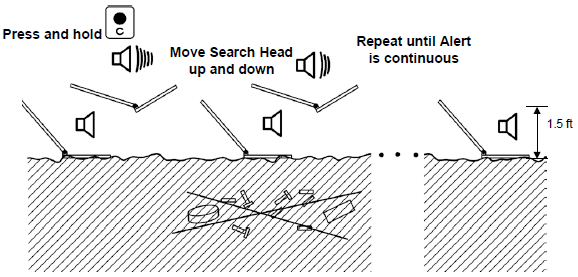 Press and hold
C
Move Search Head
up and down
Repeat until Alert
is continuous
1.5 ft